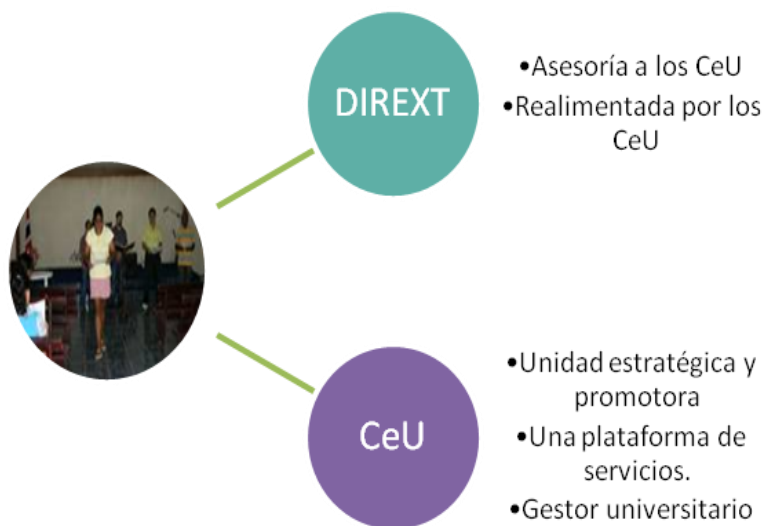 DIREXT
•Asesoría a los CeU
•Realimentada por los
CeU
CeU
•Unidad estratégica y
promotora
•Una plataforma de
servicios.
•Gestor universitario